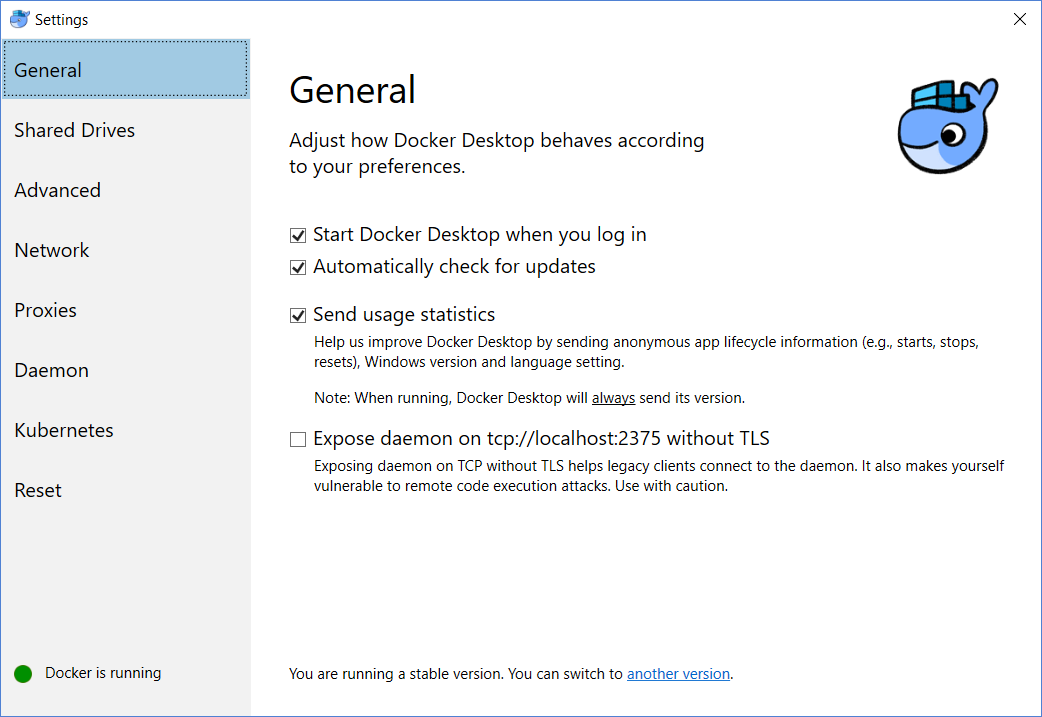 Settings
General
Shared Drives
Advanced
Network
Proxies
Daemon
Kubernetes
Reset
Docker is running
General
Adjust how Docker Desktop behaves according
to your preferences.
Start Docker Desktop when you log in
Automatically check for updates
Send usage statistics
Help us improve Docker Desktop by sending anonymous app lifecycle information (e.g., starts, stops,
resets), Windows version and language setting.
Note: When running, Docker Desktop will always send its version.
Expose daemon on tcp://localhost:2375 without TLS
Exposing daemon on TCP without TLS helps legacy clients connect to the daemon. It also makes yourself
vulnerable to remote code execution attacks. Use with caution.
You are running a stable version. You can switch to another version.